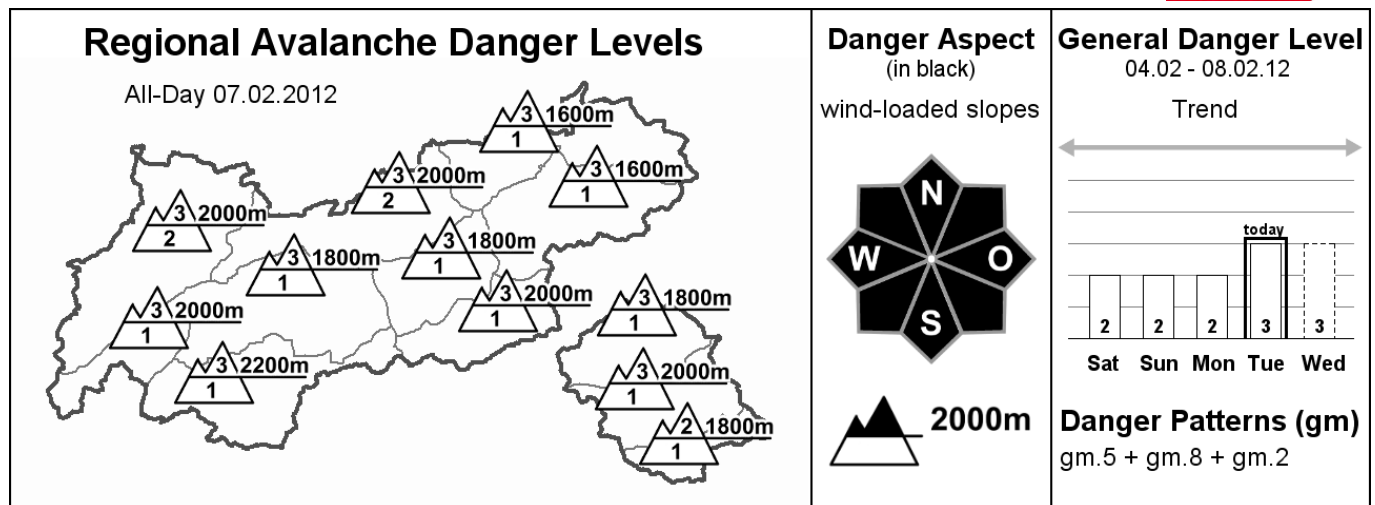 Regional Avalanche Danger Levels
All-Day 07.02.2012
3 1600m
1
3 1600m
1
3 2000m
2
3 2000m
2
3 1800m
1
3 1800m
1
3 2000m
1
3 2000m
1
3 2200m
1
3 1800m
1
3 2000m
1
2 1800m
1
Danger Aspect
(in black)
wind-loaded slopes
N
W O
S
2000m
General Danger Level
04.02 - 08.02.12
Trend
today
2 2 2 3 3
Sat Sun Mon Tue Wed
Danger Patterns (gm)
gm.5 + gm.8 + gm.2